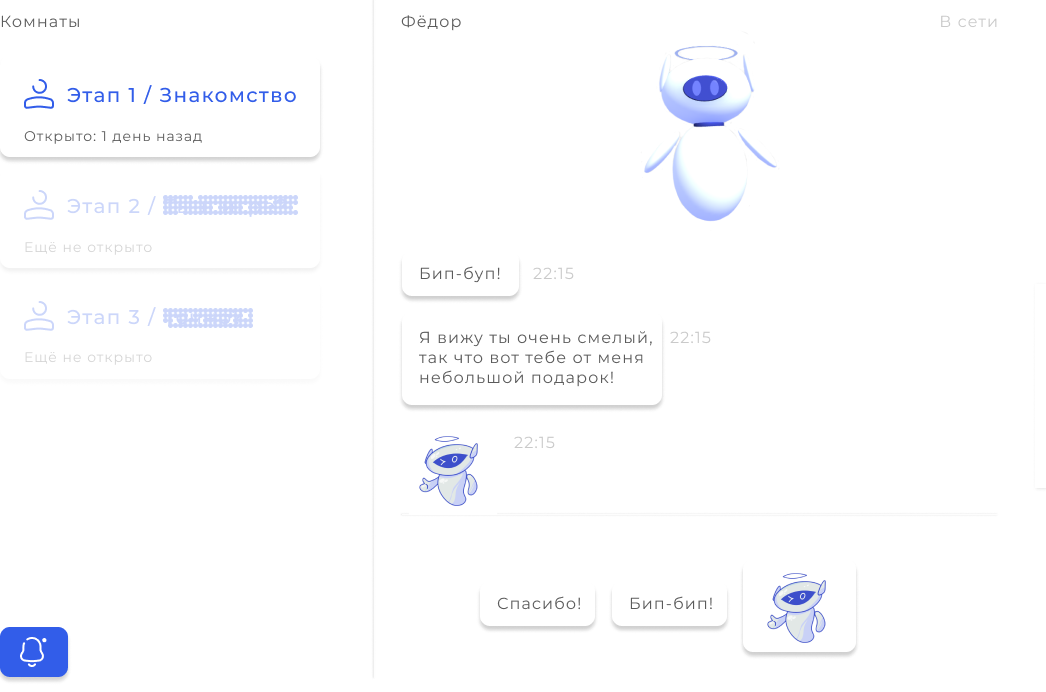 Комнаты
Этап 1 / Знакомство
Открыто: 1 день назад
Этап 2 /
Ещё не открыто
Этап 3 /
Ещё не открыто
Фёдор
В сети
Бип-буп!
22:15
Я вижу ты очень смелый,
так что вот тебе от меня
небольшой подарок!
22:15
22:15
Спасибо!
Бип-бип!